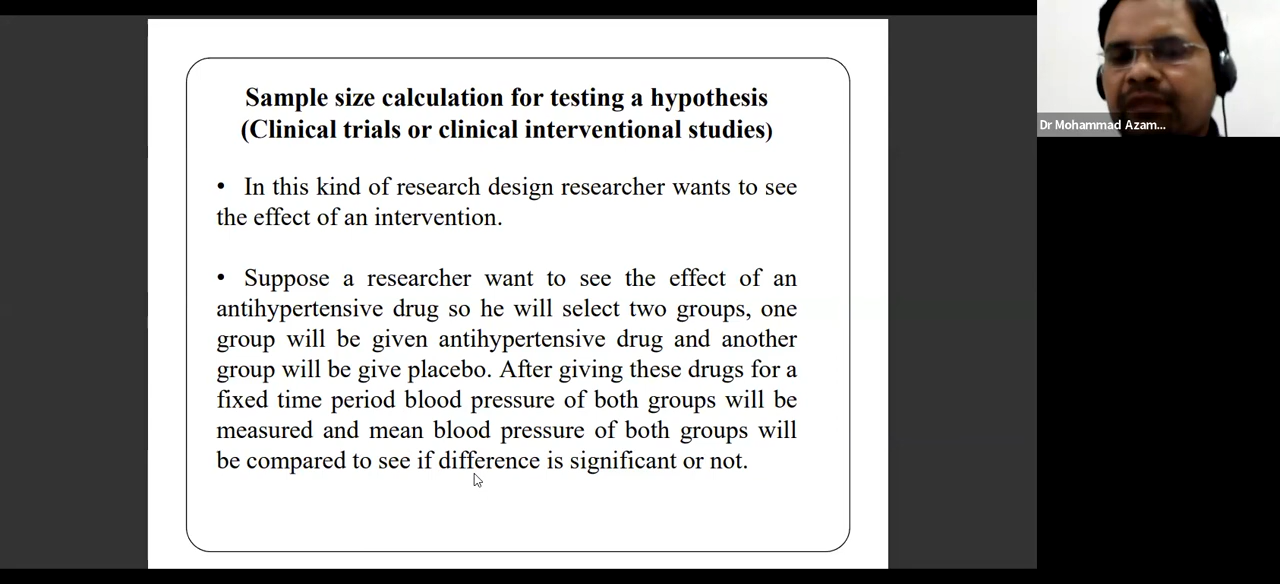 Sample size calculation for testing a hypothesis
(Clinical trials or clinical interventional studies)
• In this kind of research design researcher wants to see
the effect of an intervention.
• Suppose a researcher want to see the effect of an
antihypertensive drug so he will select two groups, one
group will be given antihypertensive drug and another
group will be give placebo. After giving these drugs for a
fixed time period blood pressure of both groups will be
measured and mean blood pressure of both groups will
be compared to see if difference is significant or not.
Dr Mohammad Azam...